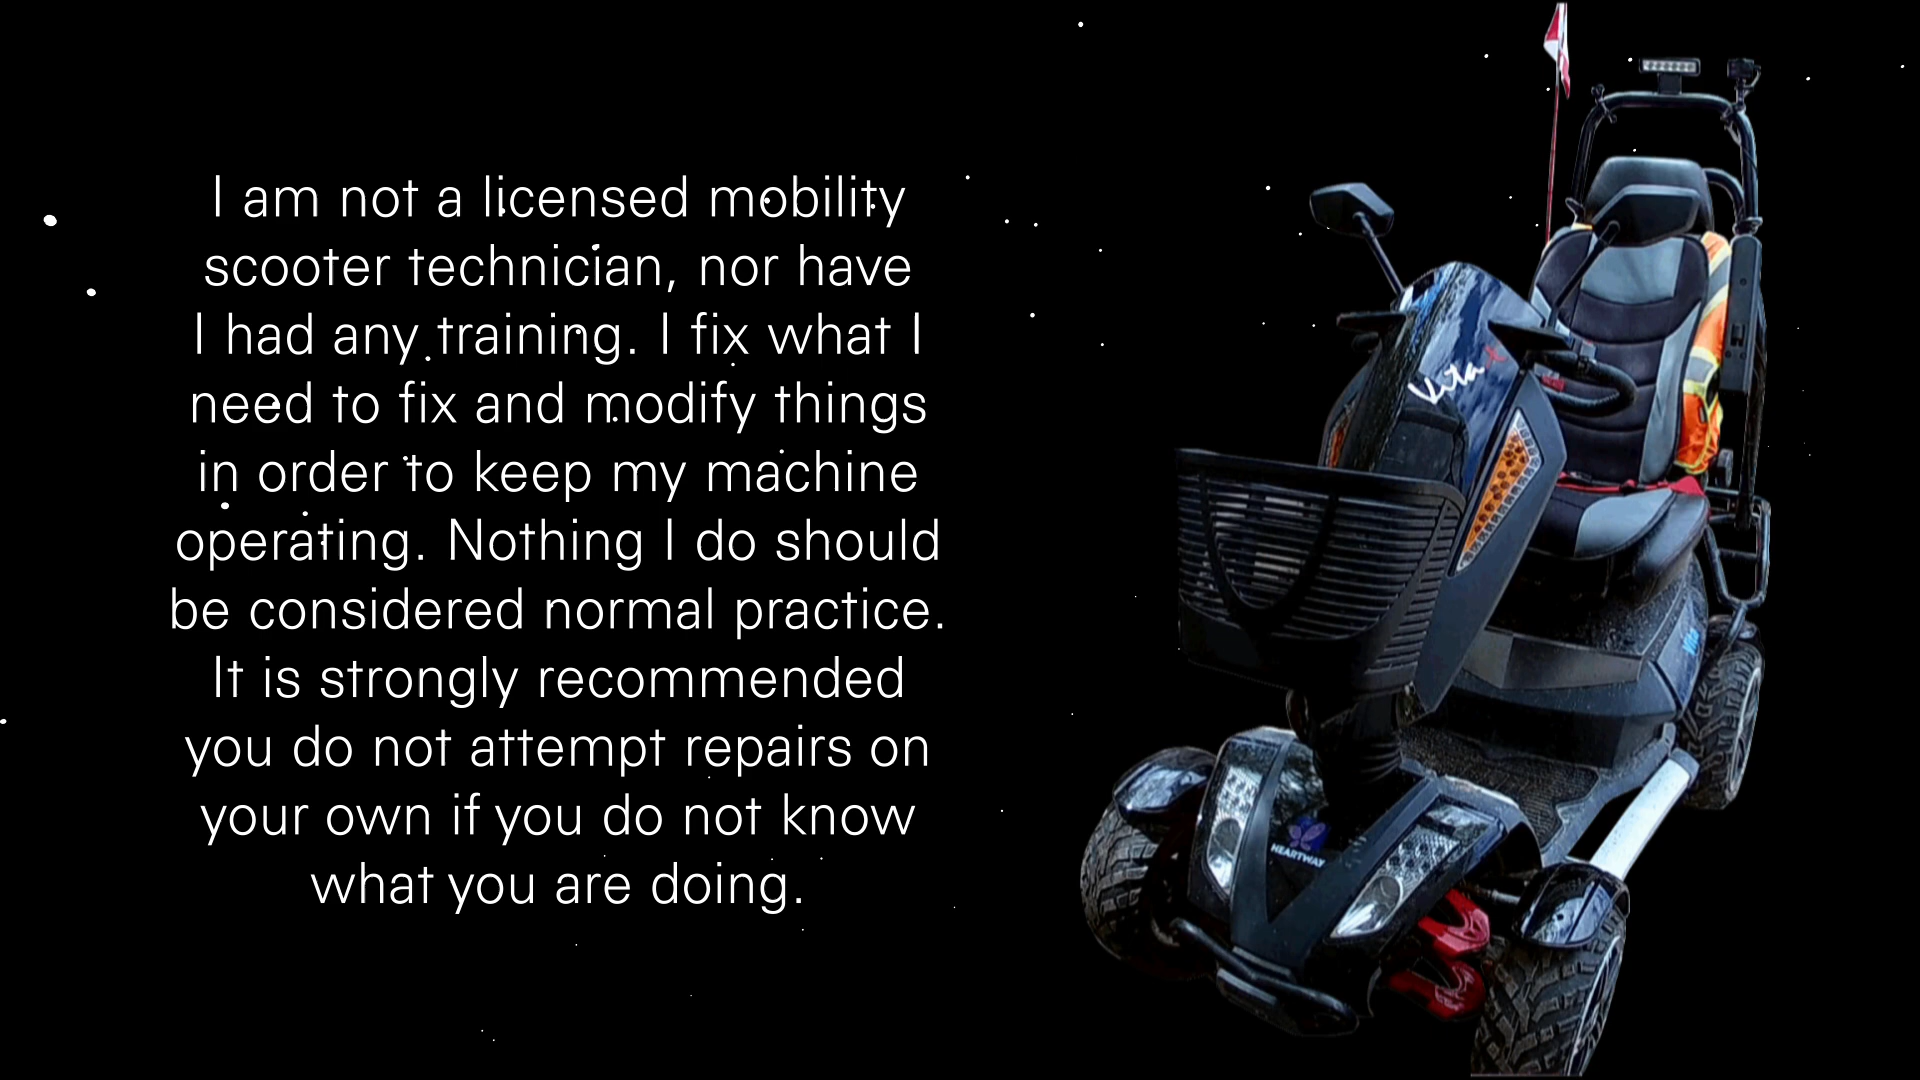 I am not a licensed mobility
scooter technician, nor have
I had any training. I fix what I
need to fix and modify things
in order to keep my machine
operating. Nothing I do should
be considered normal practice.
It is strongly recommended
you do not attempt repairs on
your own if you do not know
what you are doing.
Vita X
HEARTWAY